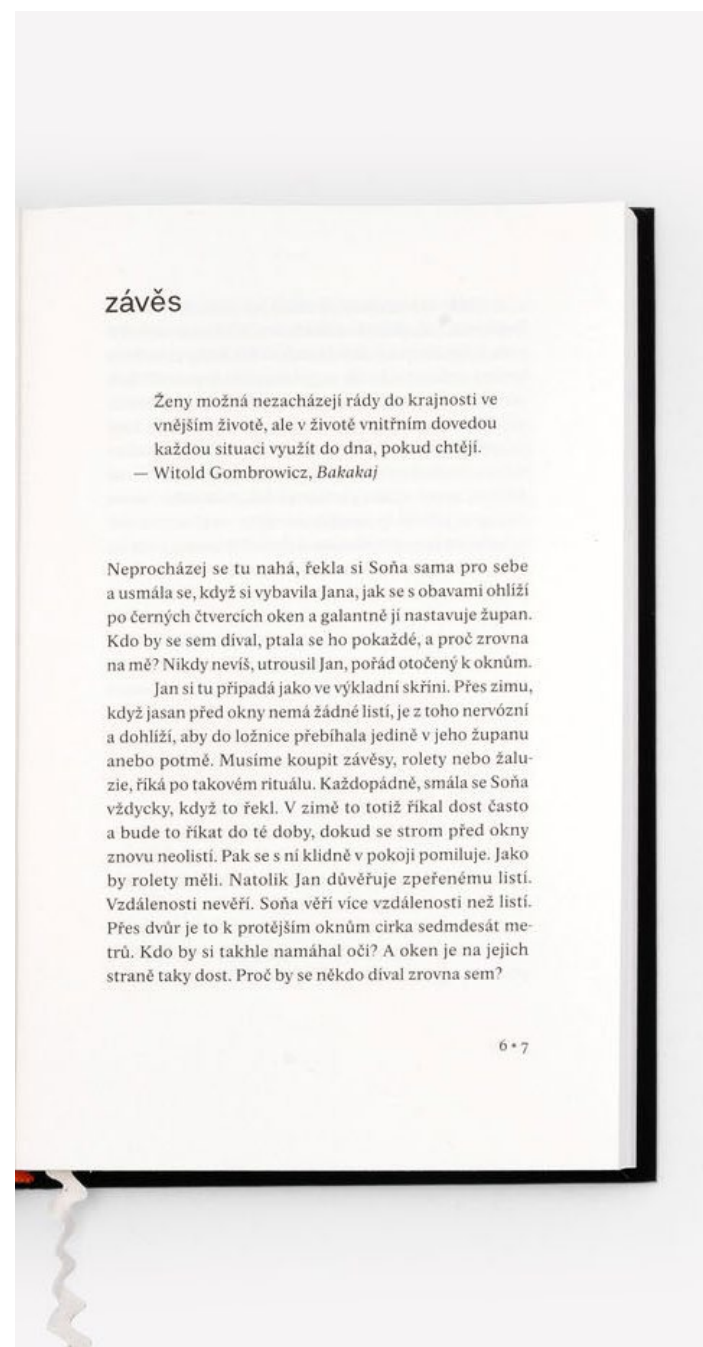 závěs
Ženy možná nezacházejí rády do krajnosti ve
vnějším životě, ale v životě vnitřním dovedou
každou situaci využít do dna, pokud chtějí.
— Witold Gombrowicz, Bakakaj
Neprocházej se tu nahá, řekla si Soňa sama pro sebe
a usmála se, když si vybavila Jana, jak se s obavami ohlíží
po černých čtvercích oken a galantně jí nastavuje župan.
Kdo by se sem díval, ptala se ho pokaždé, a proč zrovna
na mě? Nikdy nevíš, utrousil Jan, pořád otočený k oknům.
Jan si tu připadá jako ve výkladní skříni. Přes zimu,
když jasan před okny nemá žádné listí, je z toho nervózní
a dohlíží, aby do ložnice přebíhala jedině v jeho županu
anebo potmě. Musíme koupit závěsy, rolety nebo žalu-
zie, říká po takovém rituálu. Každopádně, smála se Soňa
vždycky, když to řekl. V zimě to totiž říkal dost často
a bude to říkat do té doby, dokud se strom před okny
znovu neolistí. Pak se s ní klidně v pokoji pomiluje. Jako
by rolety měli. Natolik Jan důvěřuje zpeřenému listí.
Vzdálenosti nevěří. Soňa věří více vzdálenosti než listí.
Přes dvůr je to k protějším oknům cirka sedmdesát me-
trů. Kdo by si takhle namáhal oči? A oken je na jejich
straně taky dost. Proč by se někdo díval zrovna sem?
6 • 7